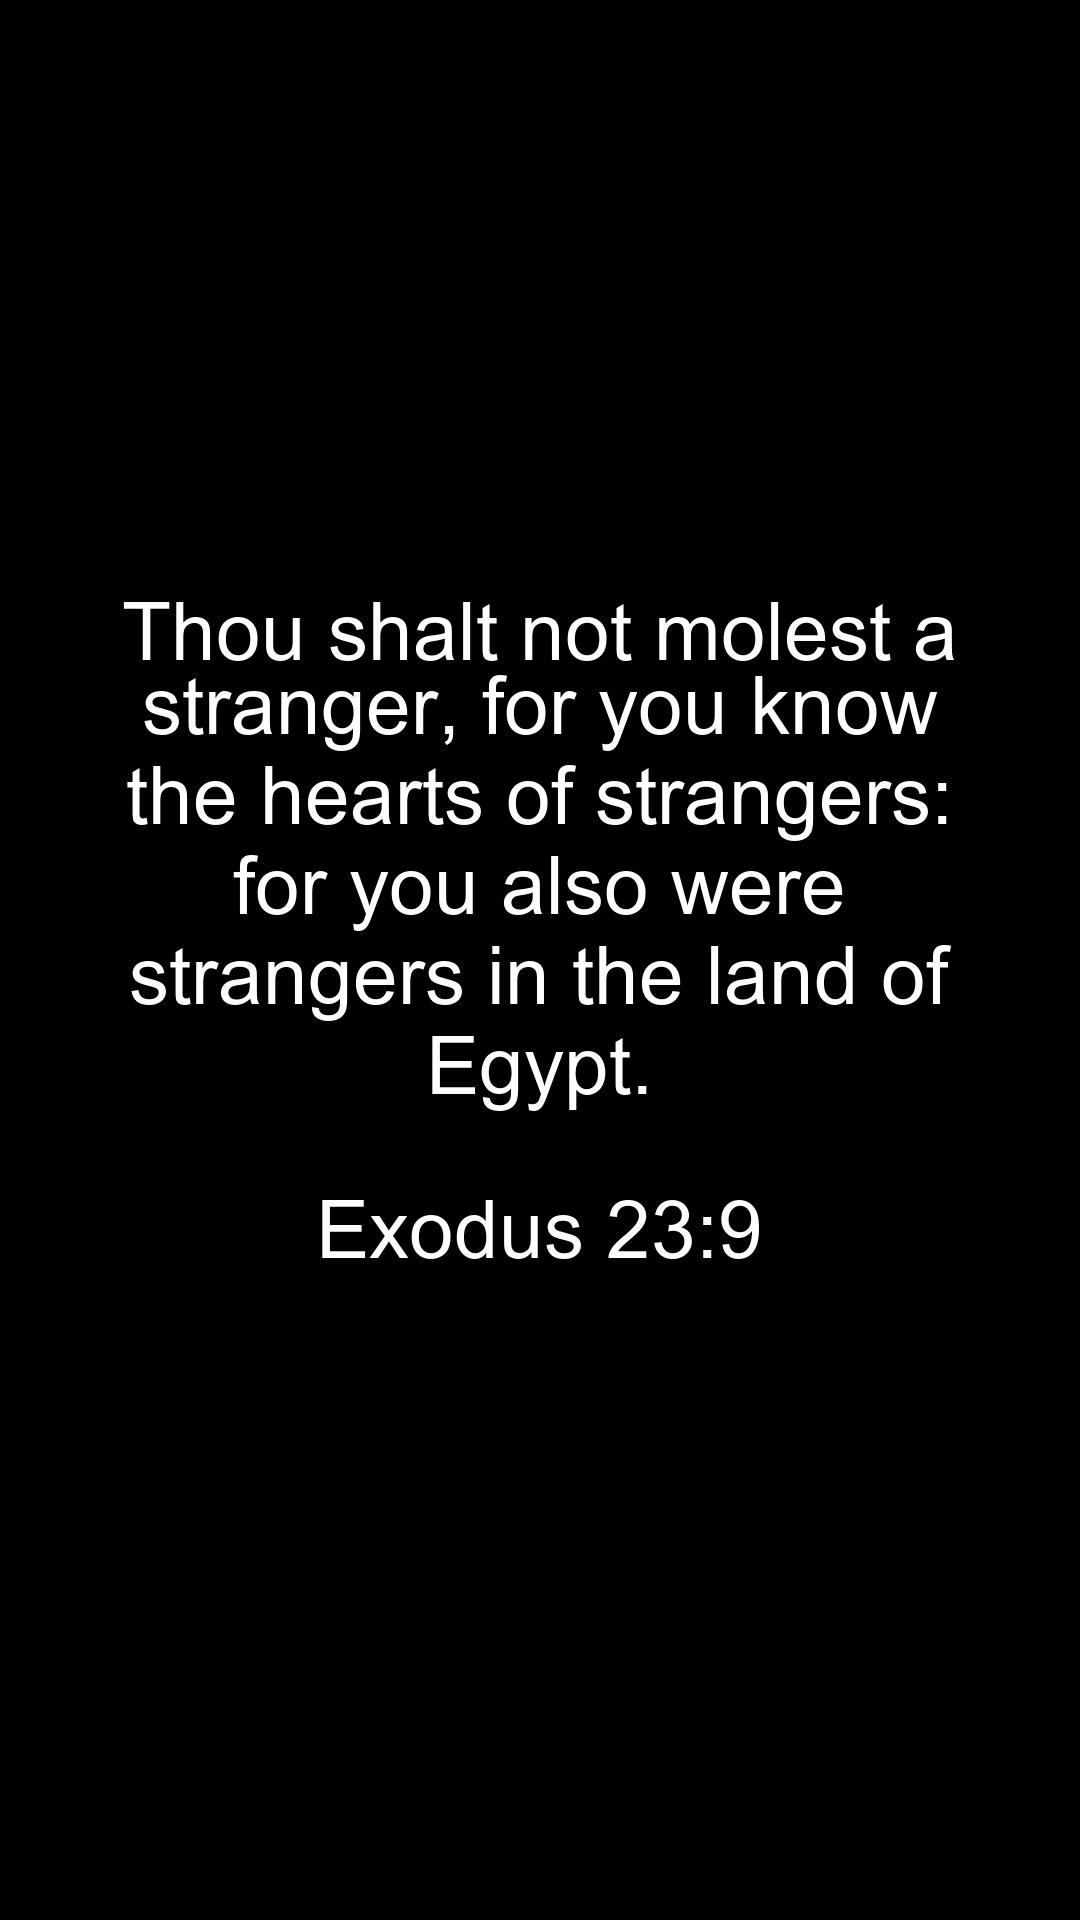 Thou shalt not molest a
stranger, for you know
the hearts of strangers:
for you also were
strangers in the land of
Egypt.
Exodus 23:9